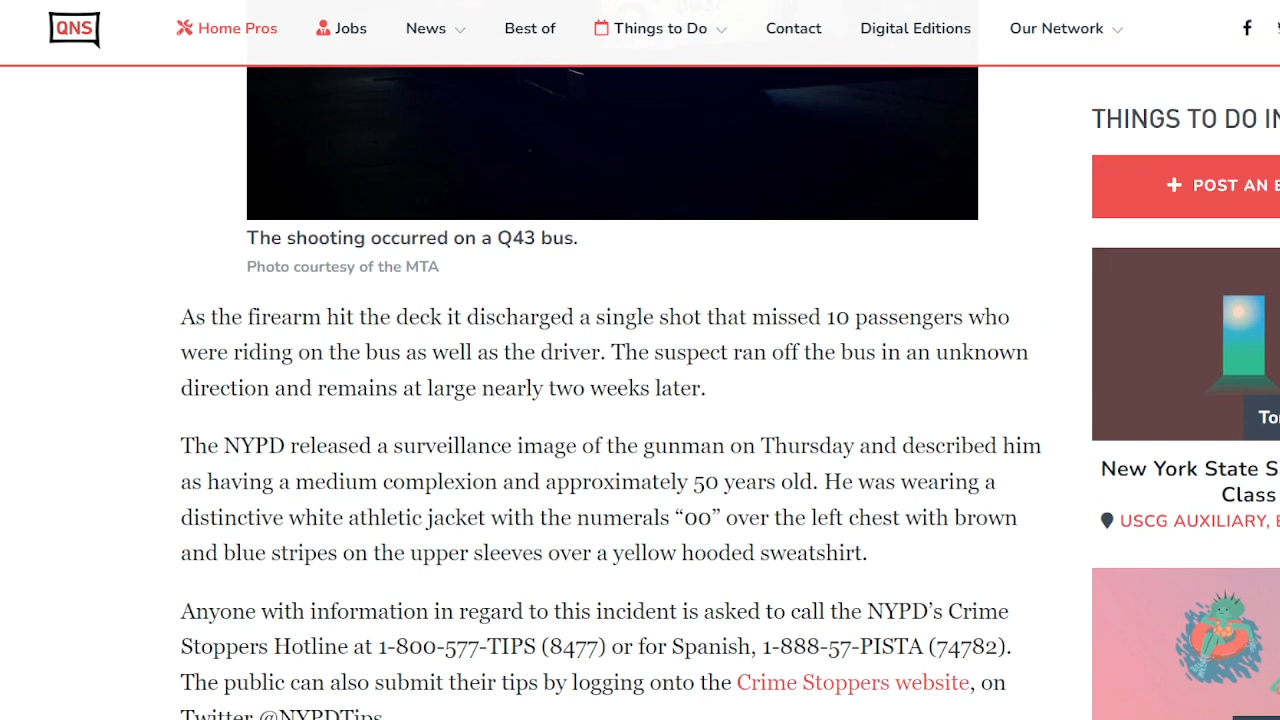 QNS
Home Pros
Jobs
News
Best of
Things to Do
Contact
Digital Editions
Our Network
The shooting occurred on a Q43 bus.
Photo courtesy of the MTA
As the firearm hit the deck it discharged a single shot that missed 10 passengers who
were riding on the bus as well as the driver. The suspect ran off the bus in an unknown
direction and remains at large nearly two weeks later.
The NYPD released a surveillance image of the gunman on Thursday and described him
as having a medium complexion and approximately 50 years old. He was wearing a
distinctive white athletic jacket with the numerals “00” over the left chest with brown
and blue stripes on the upper sleeves over a yellow hooded sweatshirt.
Anyone with information in regard to this incident is asked to call the NYPD’s Crime
Stoppers Hotline at 1-800-577-TIPS (8477) or for Spanish, 1-888-57-PISTA (74782).
The public can also submit their tips by logging onto the Crime Stoppers website, on
Twitter @NYPDTips
THINGS TO DO IN
+ POST AN E
To
New York State S
Class
USCG AUXILIARY,